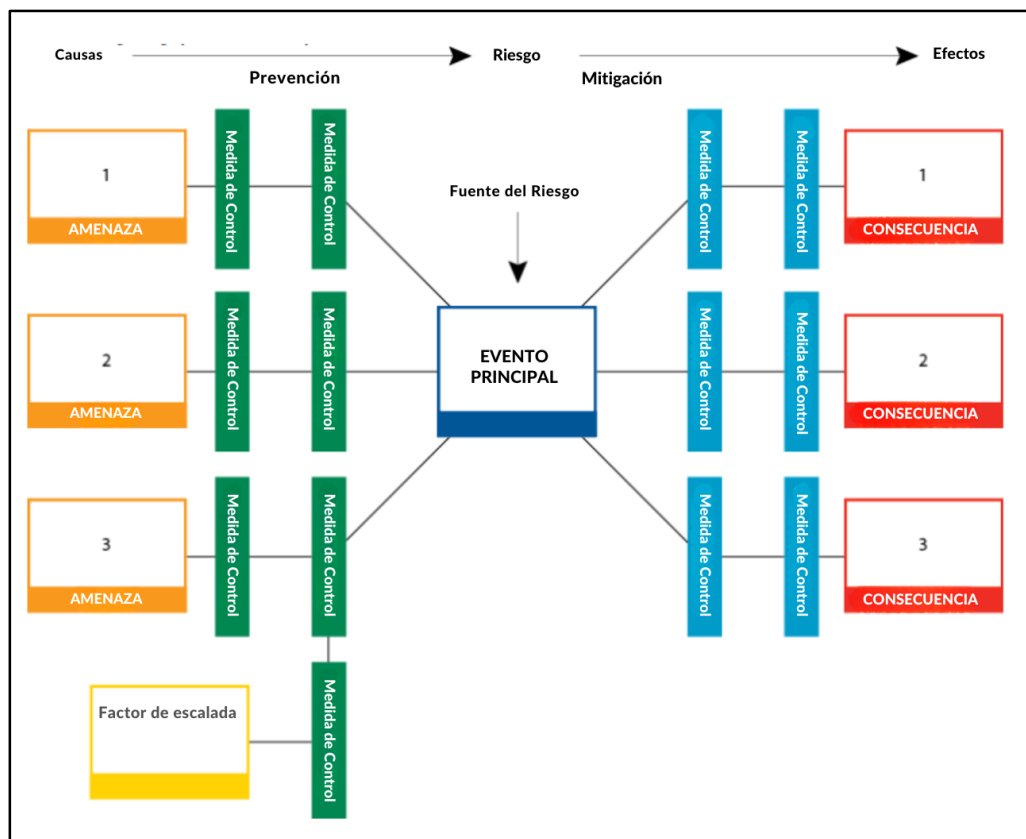 Causas
Riesgo
Efectos
Prevención
Mitigación
Fuente del Riesgo
1
AMENAZA
Medida de Control
Medida de Control
Medida de Control
Medida de Control
1
CONSECUENCIA
2
AMENAZA
Medida de Control
Medida de Control
EVENTO
PRINCIPAL
Medida de Control
Medida de Control
2
CONSECUENCIA
3
AMENAZA
Medida de Control
Medida de Control
Medida de Control
Medida de Control
3
CONSECUENCIA
Factor de escalada
Medida de Control